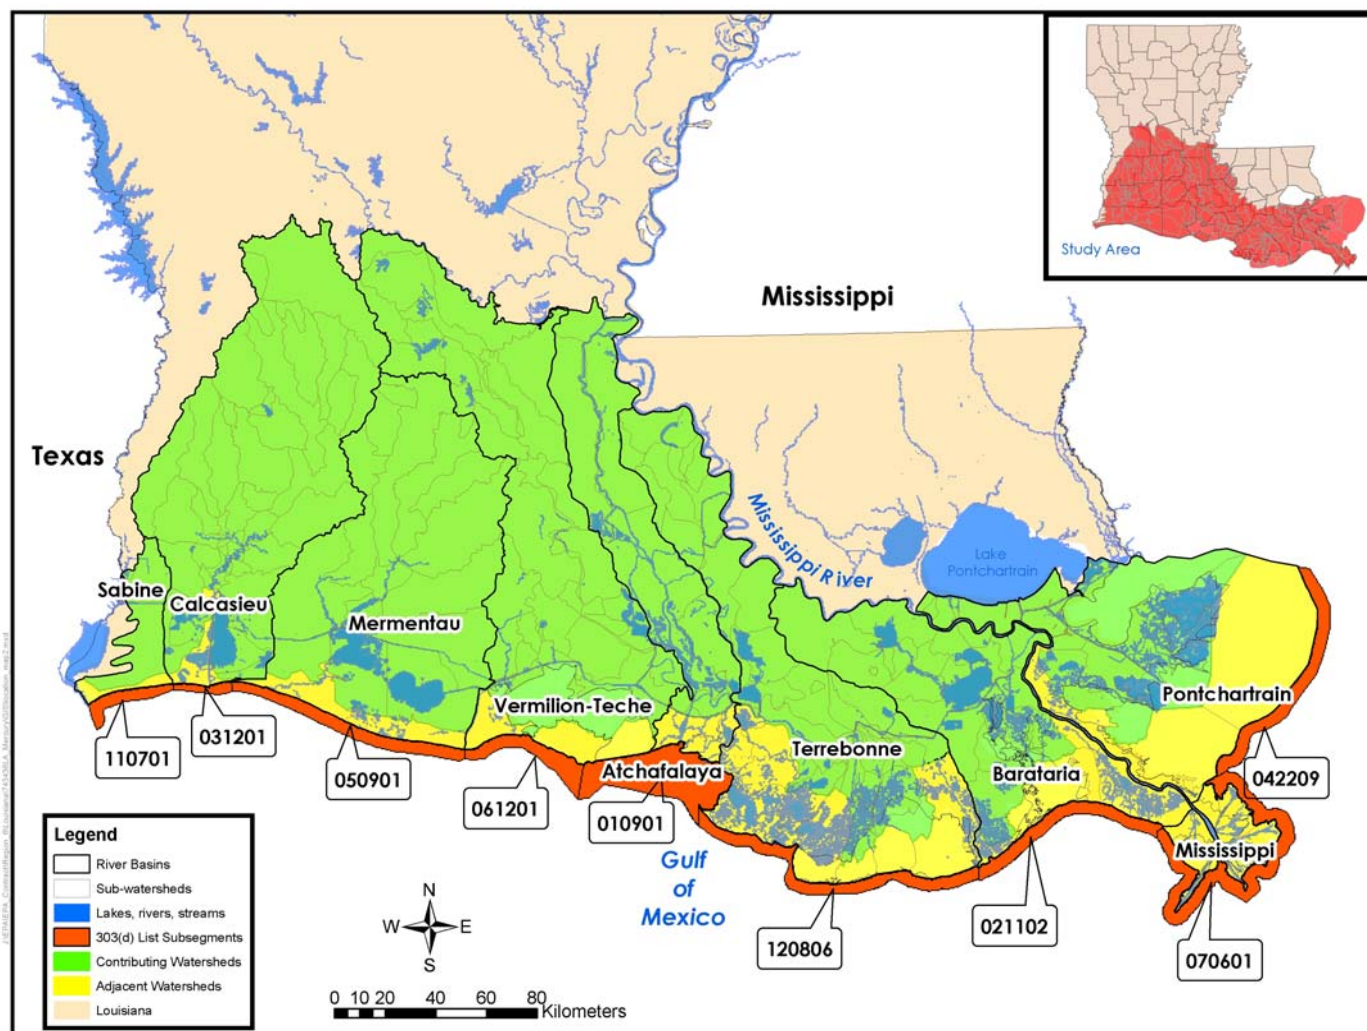 Study Area
Mississippi
Texas
Mississippi River
Lake
Pontchartrain
Sabine
Calcasieu
Mermentau
Vermilion-Teche
Atchafalaya
Terrebonne
Barataria
Pontchartrain
Mississippi
110701
031201
050901
061201
010901
120806
021102
042209
070601
Gulf
of
Mexico
Legend
River Basins
Sub-watersheds
Lakes, rivers, streams
303(d) List Subsegments
Contributing Watersheds
Adjacent Watersheds
Louisiana
N
W
E
S
0 10 20 40 60 80
Kilometers